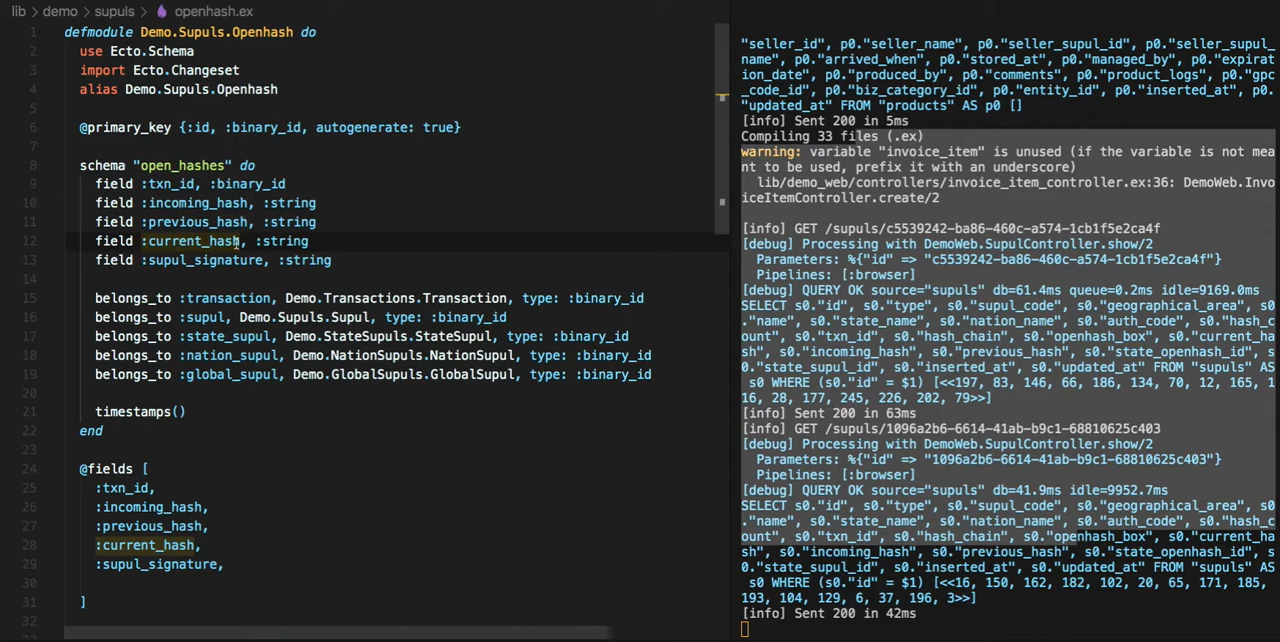 lib > demo > supuls > openhash.ex
1 defmodule Demo.Supuls.Openhash do
2 use Ecto.Schema
3 import Ecto.Changeset
4 alias Demo.Supuls.Openhash
5
6 @primary_key {:id, :binary_id, autogenerate: true}
7
8 schema "open_hashes" do
9 field :txn_id, :binary_id
10 field :incoming_hash, :string
11 field :previous_hash, :string
12 field :current_hash, :string
13 field :supul_signature, :string
14
15 belongs_to :transaction, Demo.Transactions.Transaction, type: :binary_id
16 belongs_to :supul, Demo.Supuls.Supul, type: :binary_id
17 belongs_to :state_supul, Demo.StateSupuls.StateSupul, type: :binary_id
18 belongs_to :nation_supul, Demo.NationSupuls.NationSupul, type: :binary_id
19 belongs_to :global_supul, Demo.GlobalSupuls.GlobalSupul, type: :binary_id
20
21 timestamps()
22 end
23
24 @fields [
25 :txn_id,
26 :incoming_hash,
27 :previous_hash,
28 :current_hash,
29 :supul_signature,
30
31 ]
32
"seller_id", p0."seller_name", p0."seller_supul_id", p0."seller_supul_
name", p0."arrived_when", p0."stored_at", p0."managed_by", p0."expirat
ion_date", p0."produced_by", p0."comments", p0."product_logs", p0."gpc
_code_id", p0."biz_category_id", p0."entity_id", p0."inserted_at", p0.
"updated_at" FROM "products" AS p0 []
[info] Sent 200 in 5ms
Compiling 33 files (.ex)
warning: variable "invoice_item" is unused (if the variable is not mea
nt to be used, prefix it with an underscore)
lib/demo_web/controllers/invoice_item_controller.ex:36: DemoWeb.Invo
iceItemController.create/2
[info] GET /supuls/c5539242-ba86-460c-a574-1cb1f5e2ca4f
[debug] Processing with DemoWeb.SupulController.show/2
Parameters: %{"id" => "c5539242-ba86-460c-a574-1cb1f5e2ca4f"}
Pipelines: [:browser]
[debug] QUERY OK source="supuls" db=61.4ms queue=0.2ms idle=9169.0ms
SELECT s0."id", s0."type", s0."supul_code", s0."geographical_area", s0
."name", s0."state_name", s0."nation_name", s0."auth_code", s0."hash_c
ount", s0."txn_id", s0."hash_chain", s0."openhash_box", s0."current_ha
sh", s0."incoming_hash", s0."previous_hash", s0."state_openhash_id", s
0."state_supul_id", s0."inserted_at", s0."updated_at" FROM "supuls" AS
s0 WHERE (s0."id" = $1) [<<197, 83, 146, 66, 186, 134, 70, 12, 165, 1
16, 28, 177, 245, 226, 202, 79>>]
[info] Sent 200 in 63ms
[info] GET /supuls/1096a2b6-6614-41ab-b9c1-68810625c403
[debug] Processing with DemoWeb.SupulController.show/2
Parameters: %{"id" => "1096a2b6-6614-41ab-b9c1-68810625c403"}
Pipelines: [:browser]
[debug] QUERY OK source="supuls" db=41.9ms idle=9952.7ms
SELECT s0."id", s0."type", s0."supul_code", s0."geographical_area", s0
."name", s0."state_name", s0."nation_name", s0."auth_code", s0."hash_c
ount", s0."txn_id", s0."hash_chain", s0."openhash_box", s0."current_ha
sh", s0."incoming_hash", s0."previous_hash", s0."state_openhash_id", s
0."state_supul_id", s0."inserted_at", s0."updated_at" FROM "supuls" AS
s0 WHERE (s0."id" = $1) [<<16, 150, 162, 182, 102, 20, 65, 171, 185,
193, 104, 129, 6, 37, 196, 3>>]
[info] Sent 200 in 42ms